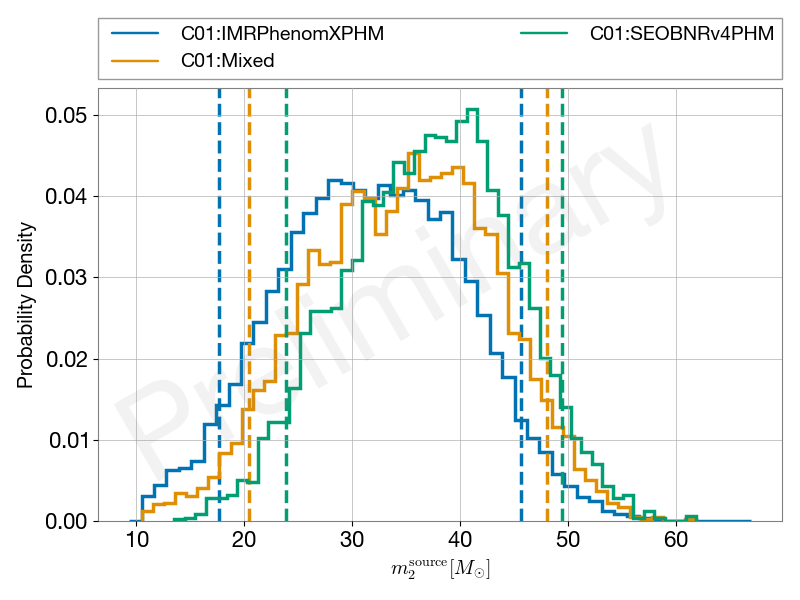 C01:IMRPhenomXPHM
C01:Mixed
C01:SEOBNRv4PHM
Probability Density
0.05
0.04
0.03
0.02
0.01
0.00
10 20 30 40 50 60
m₂^source [M_⊙]
Preliminary